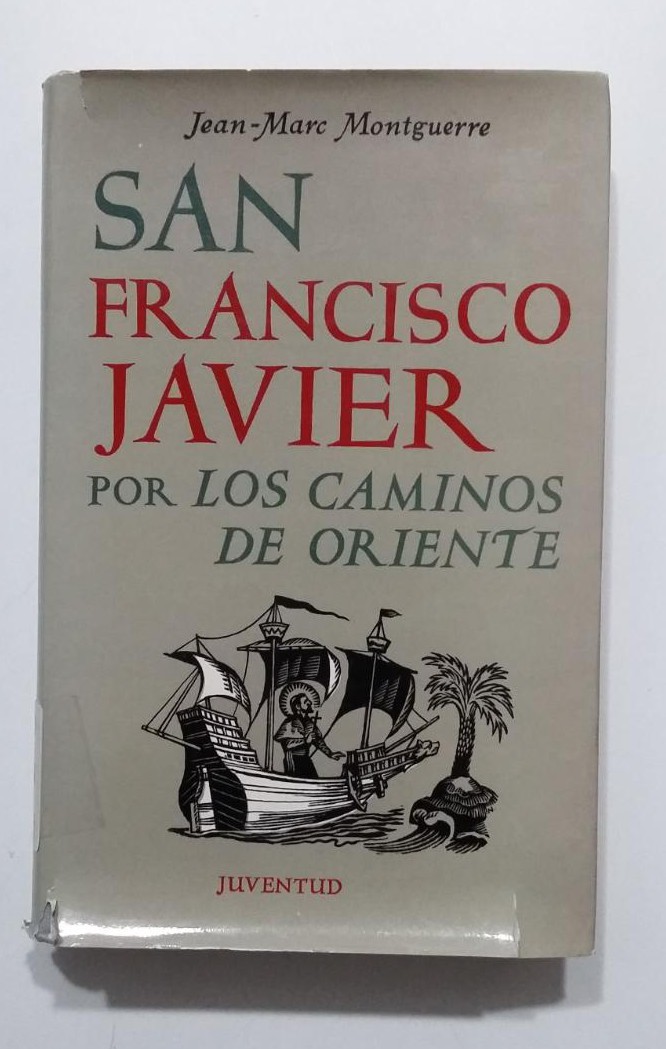 Jean-Marc Montguerre
SAN
FRANCISCO
JAVIER
POR LOS CAMINOS
DE ORIENTE
JUVENTUD